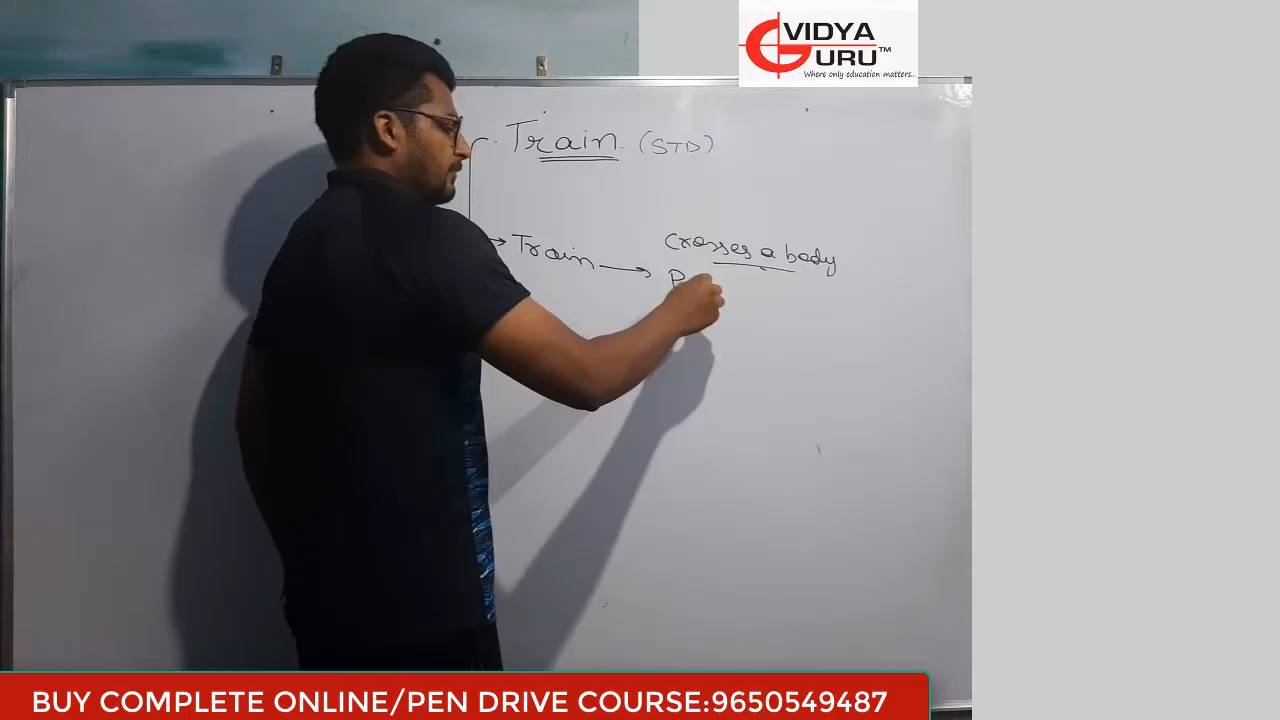 VIDYA
GURU™
Where only education matters...
Train. (STD)
→ Train → Crosses a body
P
BUY COMPLETE ONLINE/PEN DRIVE COURSE:9650549487